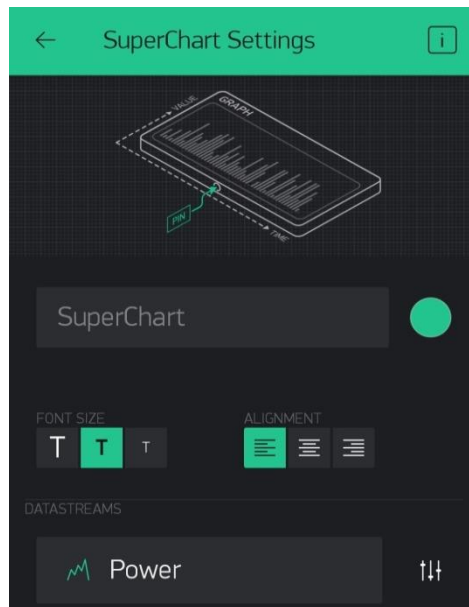 SuperChart Settings
i
VALUE
GRAPH
PIN
TIME
SuperChart
FONT SIZE
ALIGNMENT
T T T
DATASTREAMS
Power